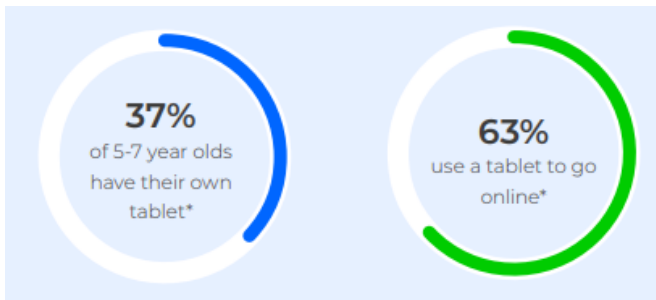 37%
of 5-7 year olds
have their own
tablet*
63%
use a tablet to go
online*